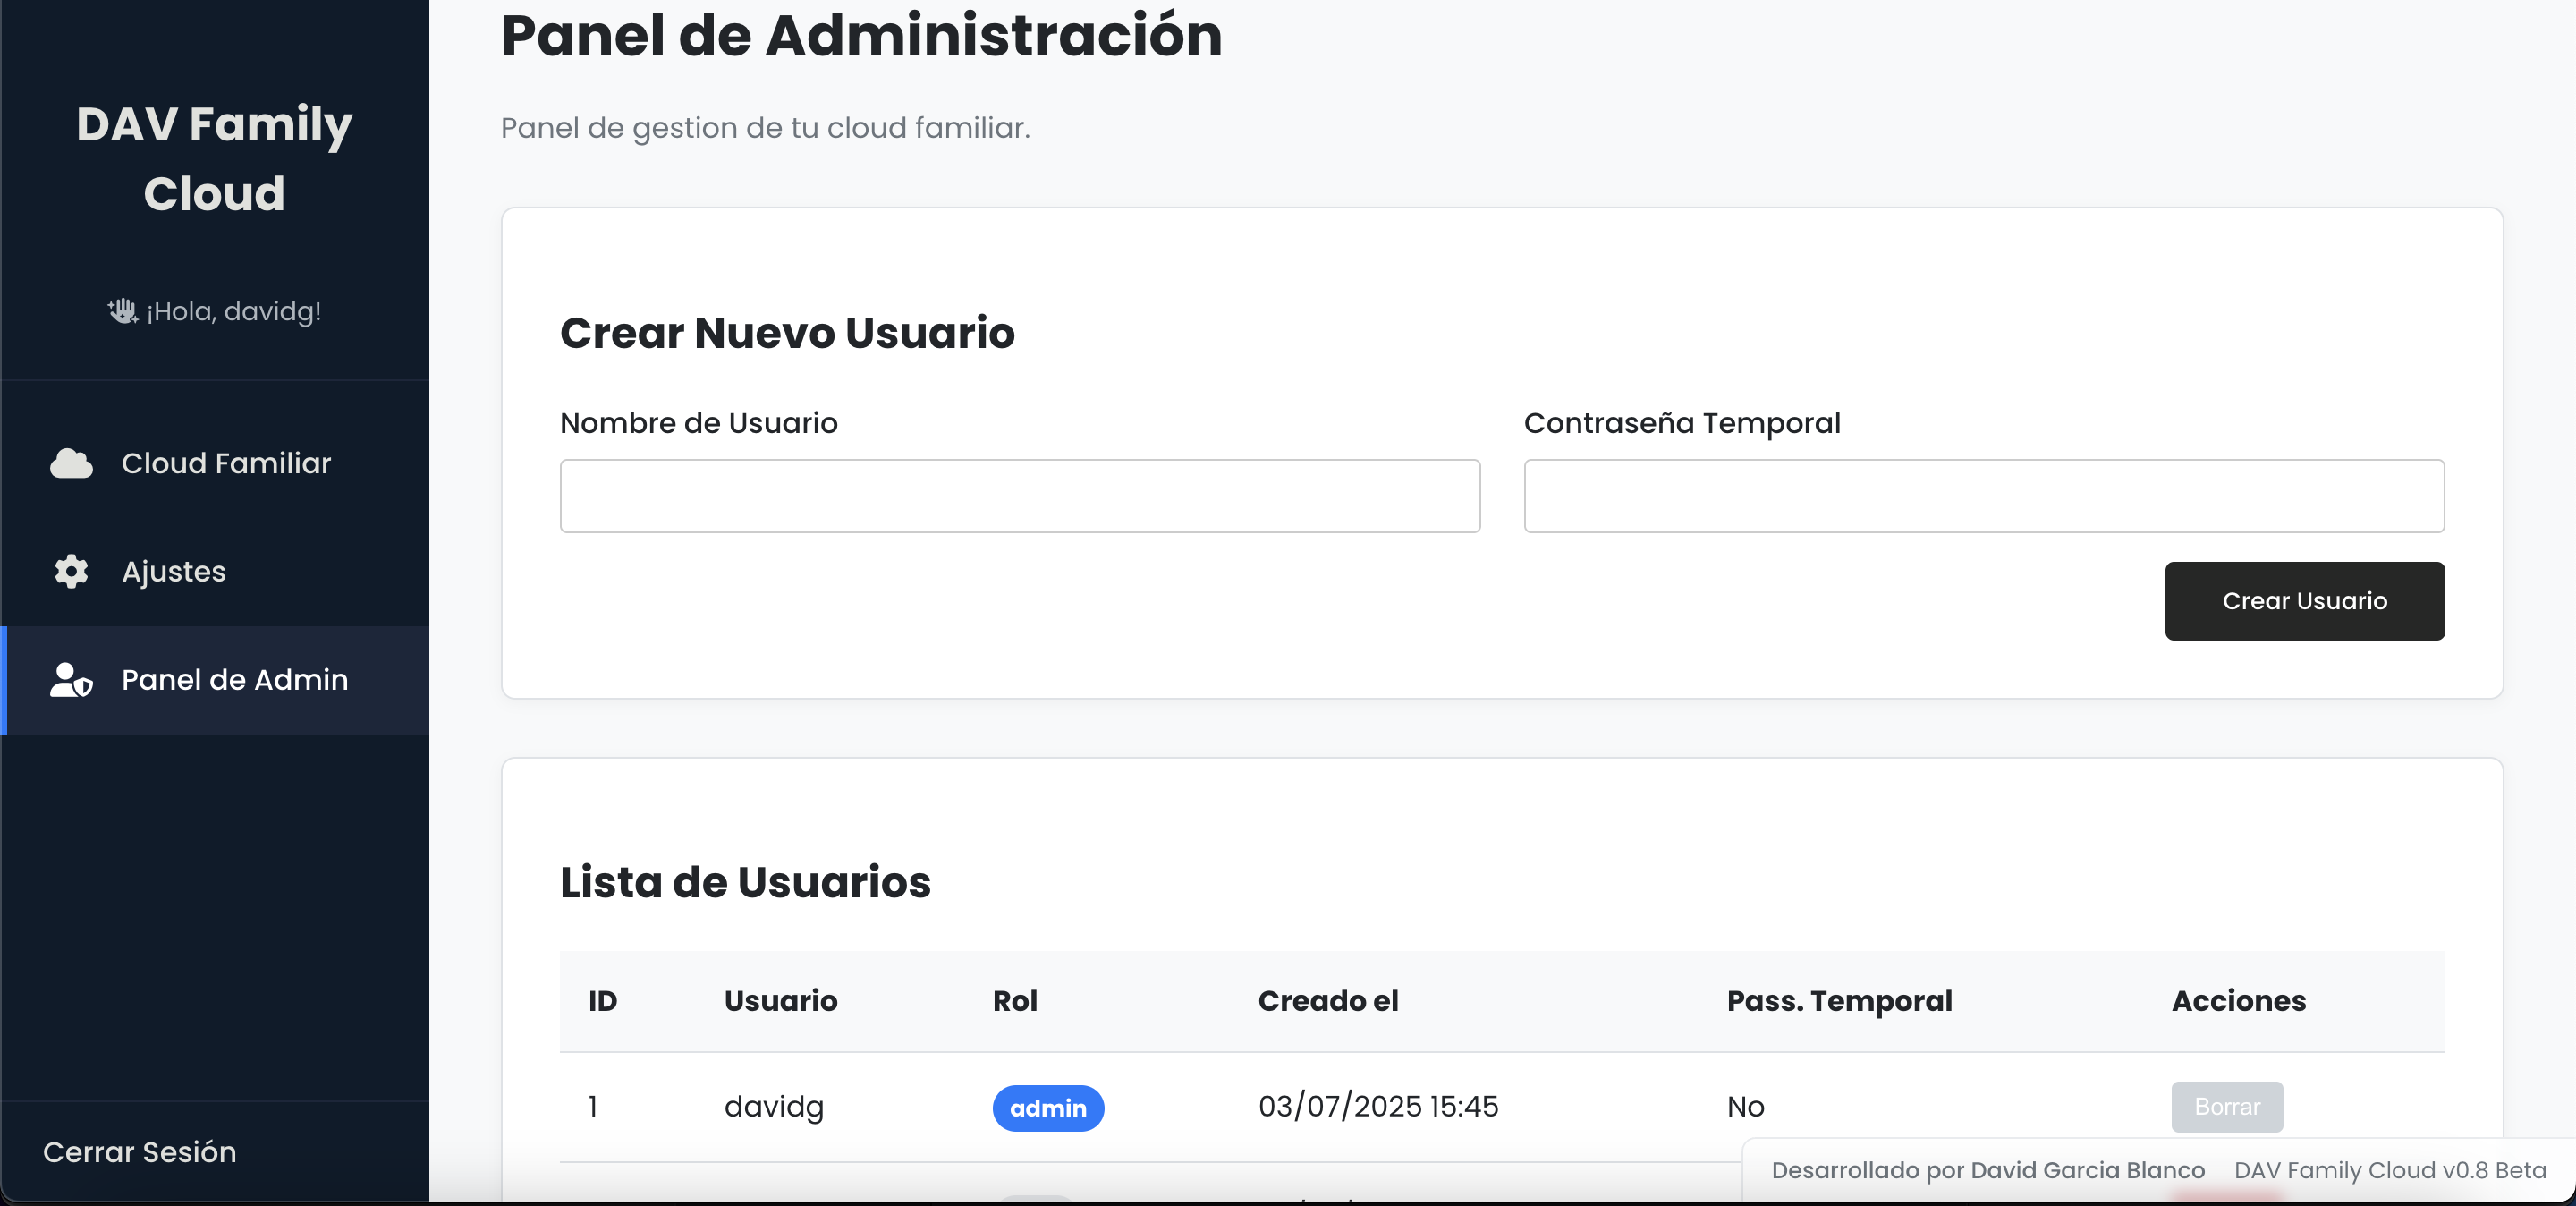 DAV Family
Cloud
¡Hola, davidg!
Cloud Familiar
Ajustes
Panel de Admin
Cerrar Sesión
Panel de Administración
Panel de gestion de tu cloud familiar.
Crear Nuevo Usuario
Nombre de Usuario
Contraseña Temporal
Crear Usuario
Lista de Usuarios
ID Usuario Rol Creado el Pass. Temporal Acciones
1 davidg admin 03/07/2025 15:45 No Borrar
Desarrollado por David Garcia Blanco DAV Family Cloud v0.8 Beta